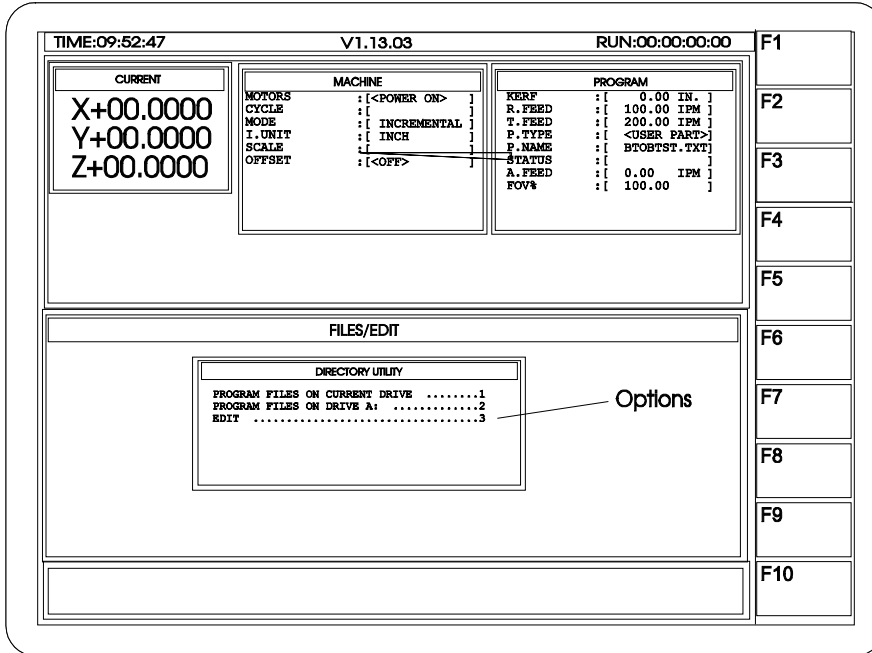 TIME:09:52:47 V1.13.03 RUN:00:00:00:00
CURRENT
X+00.0000
Y+00.0000
Z+00.0000
MACHINE
MOTORS :[<POWER ON> ]
CYCLE :[ ]
MODE :[ INCREMENTAL ]
I.UNIT :[ INCH
SCALE :[ ]
OFFSET :[<OFF> ]
PROGRAM
KERF :[ 0.00 IN. ]
R.FEED :[ 100.00 IPM ]
T.FEED :[ 200.00 IPM ]
P.TYPE :[ <USER PART>]
P.NAME :[ BTOBTST.TXT]
STATUS :[ ]
A.FEED :[ 0.00 IPM ]
FOV% :[ 100.00 ]
FILES/EDIT
DIRECTORY UTILITY
PROGRAM FILES ON CURRENT DRIVE ........1
PROGRAM FILES ON DRIVE A: .............2
EDIT ..................................3
Options
F1
F2
F3
F4
F5
F6
F7
F8
F9
F10